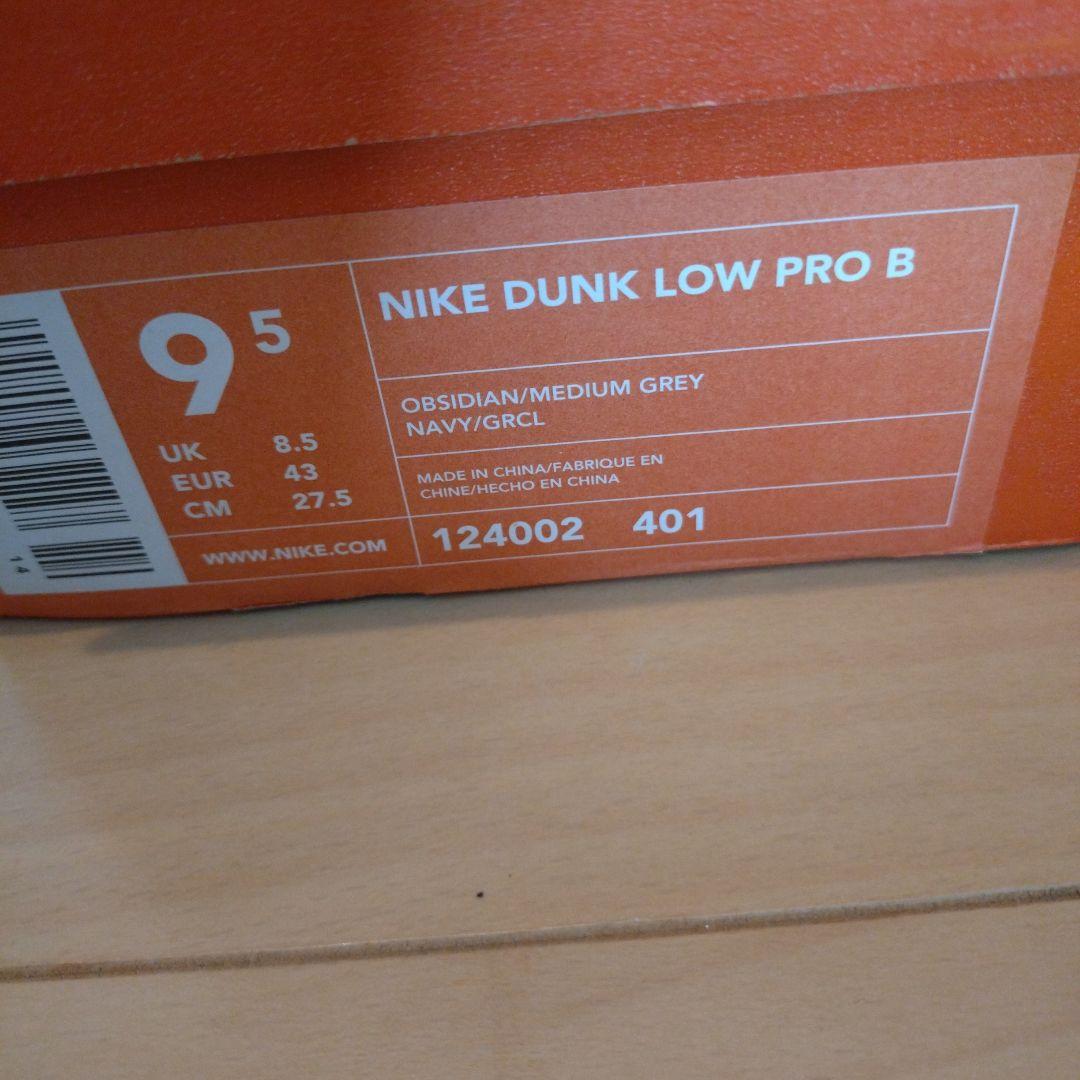 NIKE DUNK LOW PRO B
9 5
OBSIDIAN/MEDIUM GREY
NAVY/GRCL
UK 8.5
EUR 43
CM 27.5
MADE IN CHINA/FABRIQUE EN
CHINE/HECHO EN CHINA
WWW.NIKE.COM
124002 401
14